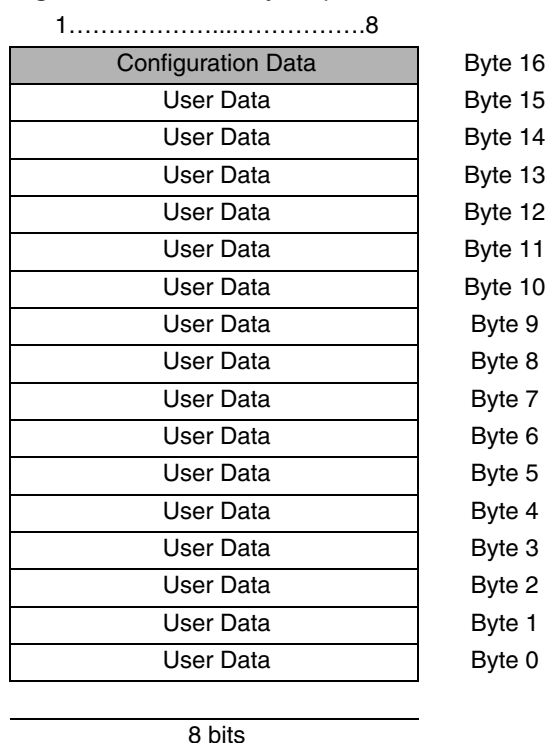 1…………………....…………….8
Configuration Data Byte 16
User Data Byte 15
User Data Byte 14
User Data Byte 13
User Data Byte 12
User Data Byte 11
User Data Byte 10
User Data Byte 9
User Data Byte 8
User Data Byte 7
User Data Byte 6
User Data Byte 5
User Data Byte 4
User Data Byte 3
User Data Byte 2
User Data Byte 1
User Data Byte 0
8 bits